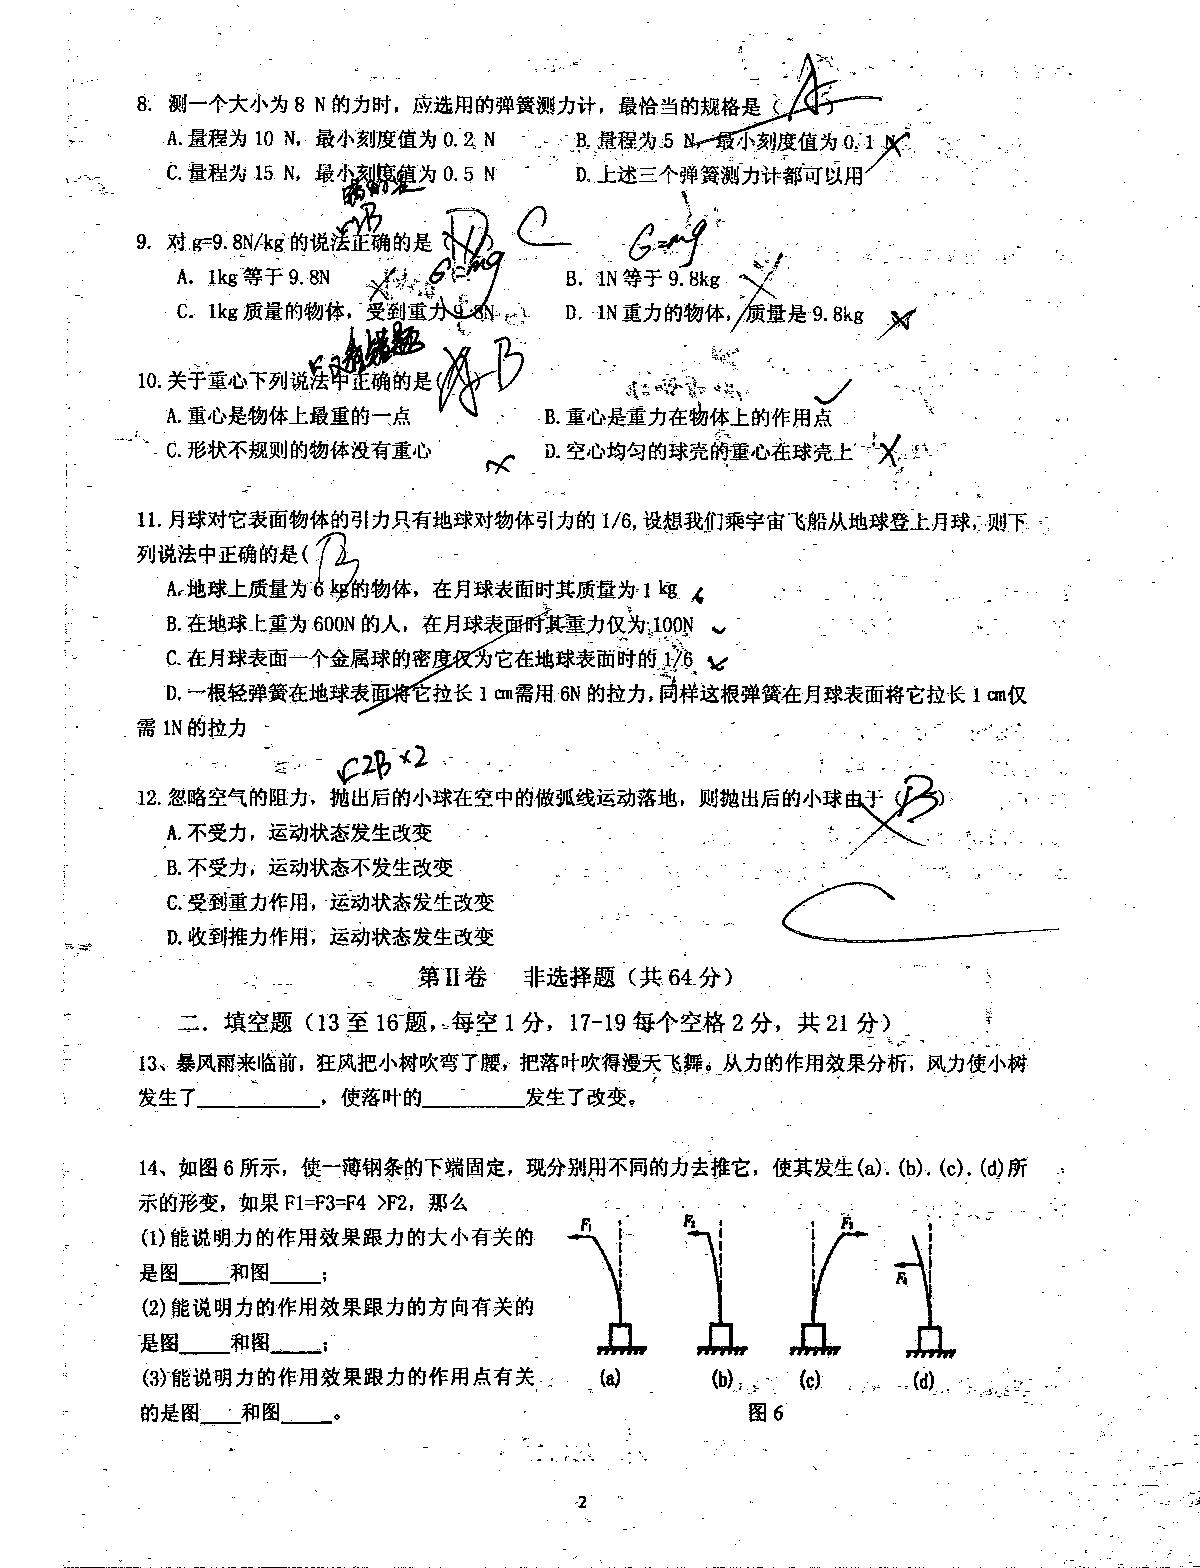 8. 测一个大小为 8 N 的力时，应选用的弹簧测力计，最恰当的规格是（A）
A.量程为 10 N，最小刻度值为 0.2 N B.量程为 5 N，最小刻度值为 0.1 N
C.量程为 15 N，最小刻度值为 0.5 N D.上述三个弹簧测力计都可以用
9. 对 g=9.8N/kg 的说法正确的是（D） C G=mg
G=mg
A. 1kg 等于 9.8N B. 1N 等于 9.8kg
C. 1kg 质量的物体，受到重力 9.8N D. 1N 重力的物体，质量是 9.8kg
10.关于重心下列说法中正确的是 B
A.重心是物体上最重的一点 B.重心是重力在物体上的作用点
C.形状不规则的物体没有重心 D.空心均匀的球壳的重心在球壳上
11.月球对它表面物体的引力只有地球对物体引力的 1/6,设想我们乘宇宙飞船从地球登上月球，则下
列说法中正确的是( B
A.地球上质量为 6 kg的物体，在月球表面时其质量为 1 kg
B.在地球上重为 600N 的人，在月球表面时其重力仅为 100N
C.在月球表面一个金属球的密度仅为它在地球表面时的 1/6
D.一根轻弹簧在地球表面将它拉长 1 cm需用 6N 的拉力,同样这根弹簧在月球表面将它拉长 1 cm仅
需 1N 的拉力
12.忽略空气的阻力，抛出后的小球在空中的做弧线运动落地，则抛出后的小球由于（B）
A.不受力，运动状态发生改变
B.不受力，运动状态不发生改变
C.受到重力作用，运动状态发生改变
D.收到推力作用，运动状态发生改变
C
第Ⅱ卷 非选择题（共 64 分）
二．填空题（13 至 16 题，每空 1 分，17-19 每个空格 2 分，共 21 分）
13、暴风雨来临前，狂风把小树吹弯了腰，把落叶吹得漫天飞舞。从力的作用效果分析，风力使小树
发生了____________，使落叶的__________发生了改变。
14、如图 6 所示，使一薄钢条的下端固定，现分别用不同的力去推它，使其发生(a).(b).(c).(d)所
示的形变，如果 F1=F3=F4 >F2，那么
(1)能说明力的作用效果跟力的大小有关的
是图_____和图_____；
(2)能说明力的作用效果跟力的方向有关的
是图_____和图_____；
(3)能说明力的作用效果跟力的作用点有关
的是图____和图_____。
F₁ F₂ F₃ F₄
(a) (b) (c) (d)
图 6
2